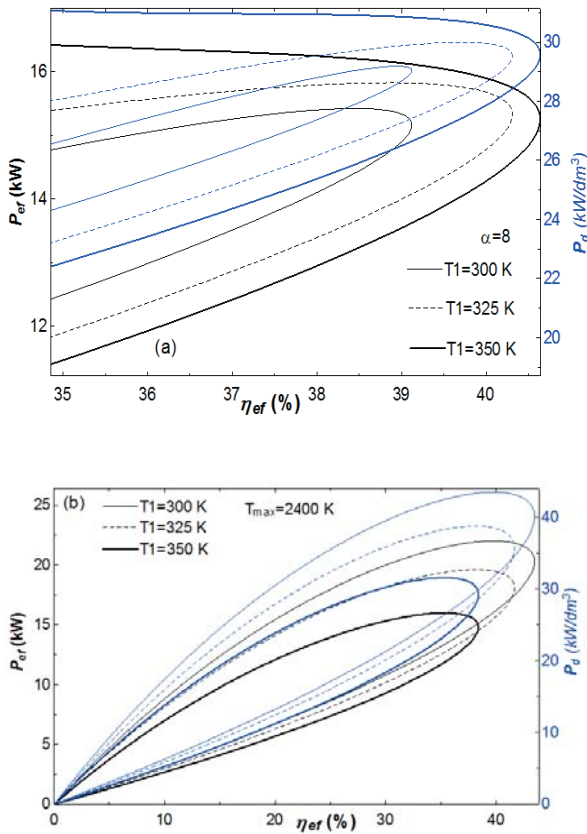 (a)
P_ef (kW)
16
14
12
30
28
26
24
22
20
P_d (kW/dm³)
α=8
T1=300 K
T1=325 K
T1=350 K
35
36
37
38
39
40
η_ef (%)
(b)
T1=300 K
T_max=2400 K
T1=325 K
T1=350 K
P_ef (kW)
25
20
15
10
5
0
40
30
20
10
0
P_d (kW/dm³)
0
10
20
30
40
η_ef (%)